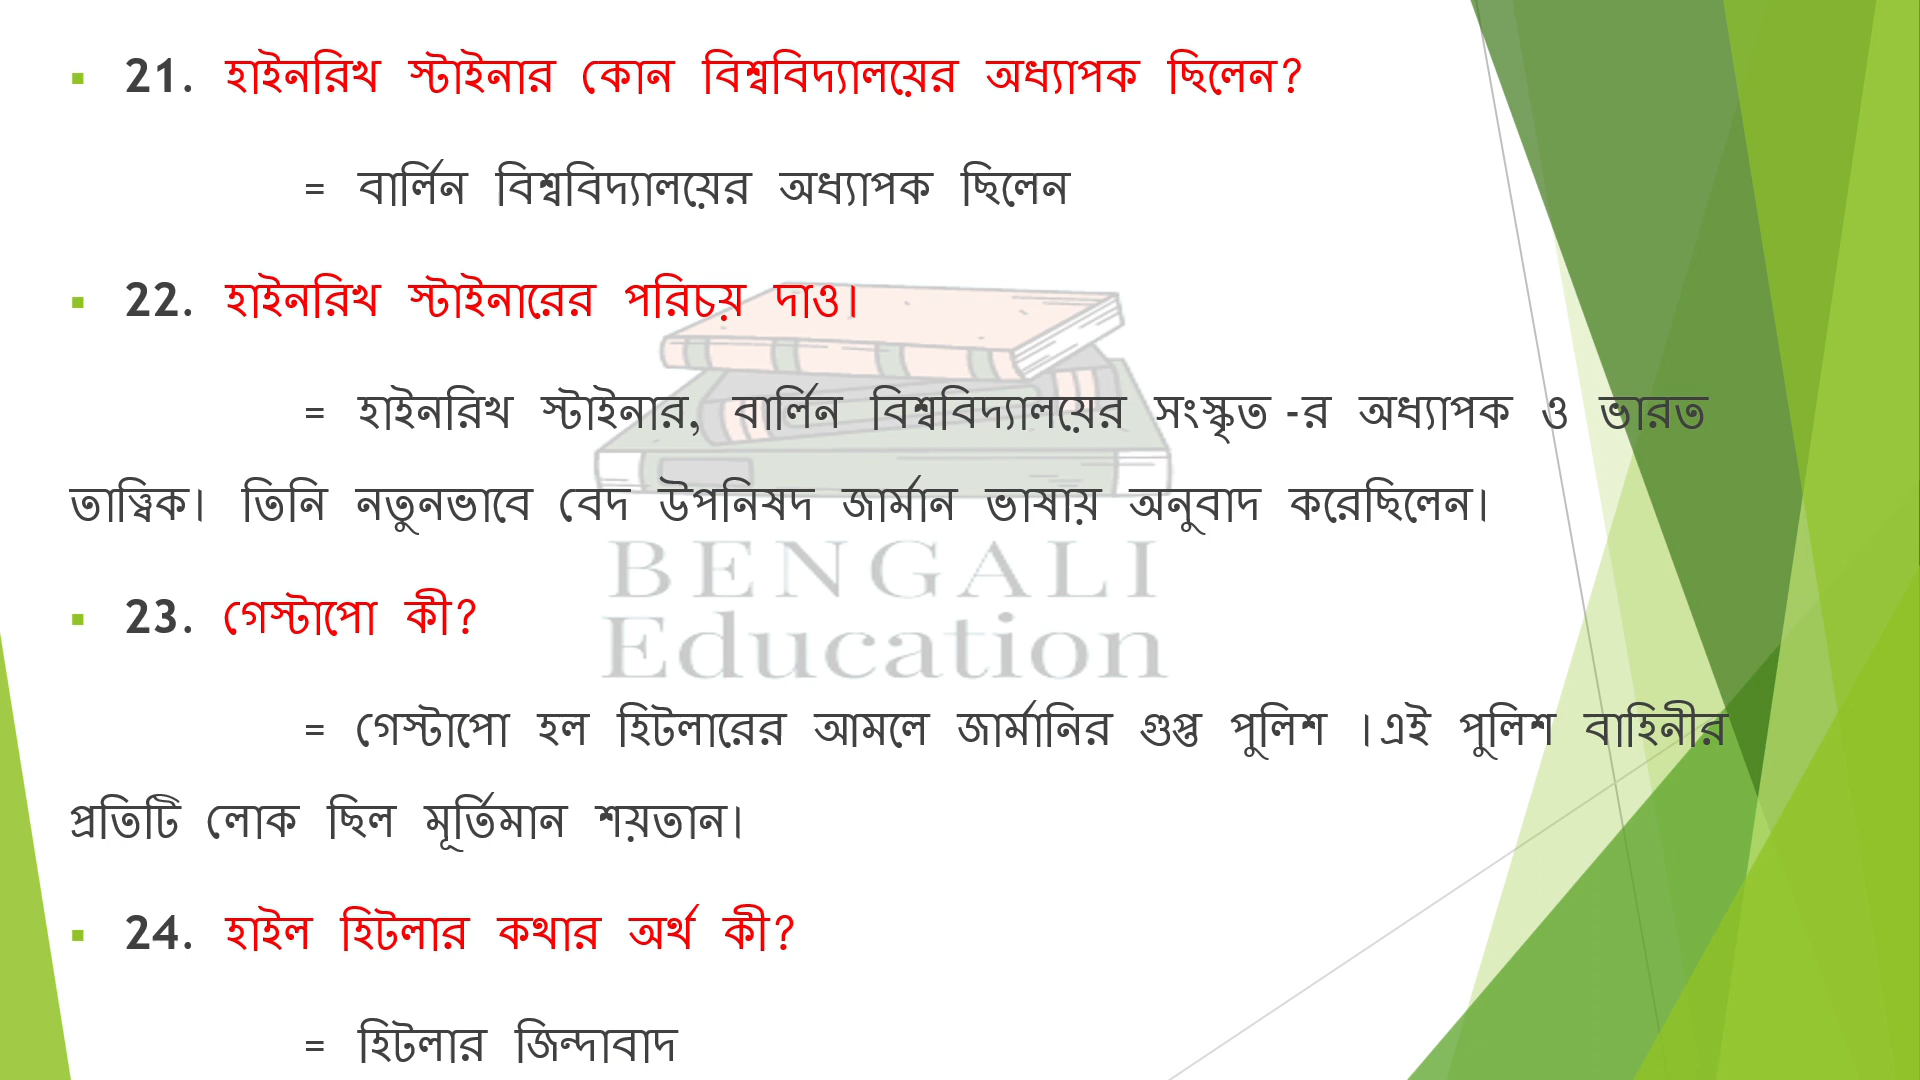 21. হাইনরিখ স্টাইনার কোন বিশ্ববিদ্যালয়ের অধ্যাপক ছিলেন?
= বার্লিন বিশ্ববিদ্যালয়ের অধ্যাপক ছিলেন
22. হাইনরিখ স্টাইনারের পরিচয় দাও।
= হাইনরিখ স্টাইনার, বার্লিন বিশ্ববিদ্যালয়ের সংস্কৃত -র অধ্যাপক ও ভারত
তাত্ত্বিক। তিনি নতুনভাবে বেদ উপনিষদ জার্মান ভাষায় অনুবাদ করেছিলেন।
BENGALI
Education
23. গেস্টাপো কী?
= গেস্টাপো হল হিটলারের আমলে জার্মানির গুপ্ত পুলিশ । এই পুলিশ বাহিনীর
প্রতিটি লোক ছিল মূর্তিমান শয়তান।
24. হাইল হিটলার কথার অর্থ কী?
= হিটলার জিন্দাবাদ